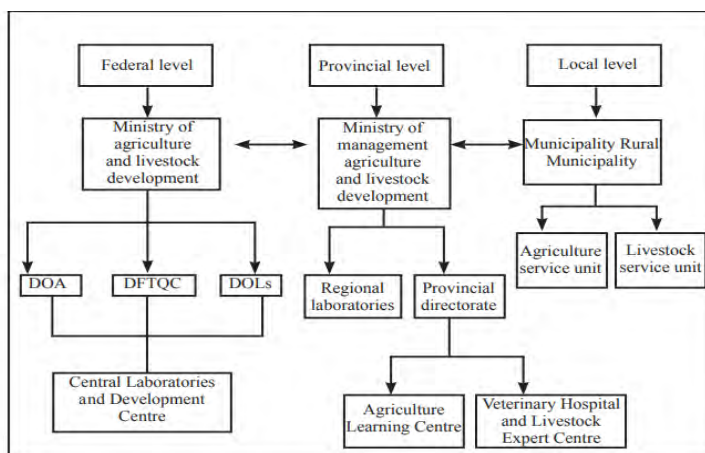 Federal level
Provincial level
Local level
Ministry of
agriculture
and livestock
development
Ministry of
management
agriculture
and livestock
development
Municipality Rural
Municipality
DOA
DFTQC
DOLs
Regional
laboratories
Provincial
directorate
Agriculture
service unit
Livestock
service unit
Central Laboratories
and Development
Centre
Agriculture
Learning Centre
Veterinary Hospital
and Livestock
Expert Centre